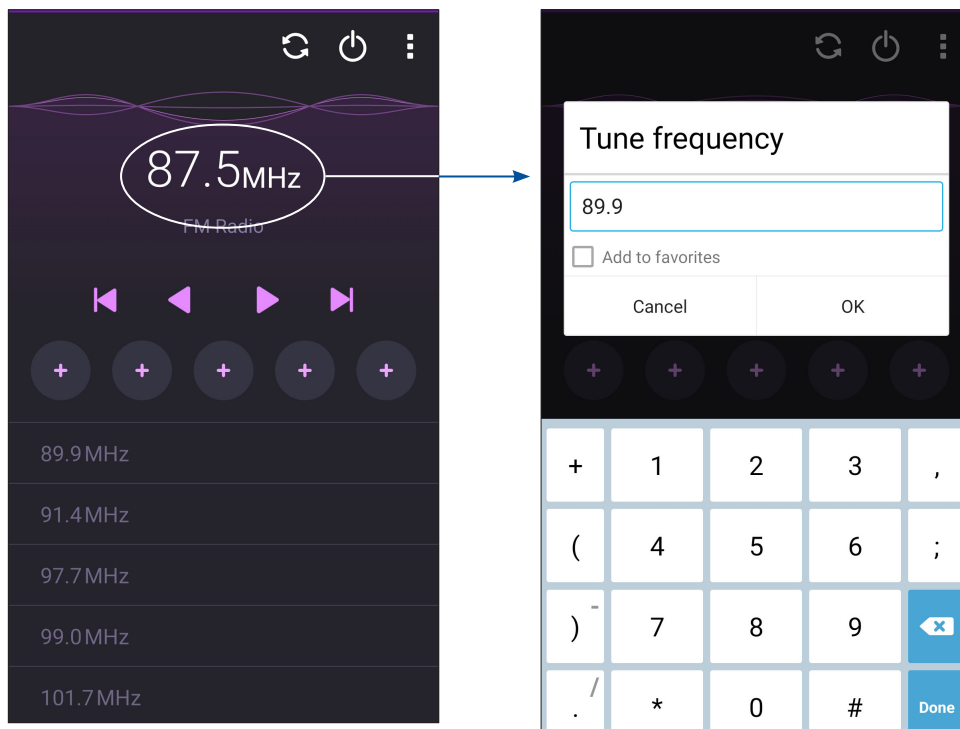 87.5MHz
FM Radio
+ + + + +
89.9MHz
91.4MHz
97.7MHz
99.0MHz
101.7MHz
Tune frequency
89.9
Add to favorites
Cancel OK
+ + + + +
+ 1 2 3 ,
( 4 5 6 ;
) - 7 8 9
. / * 0 # Done